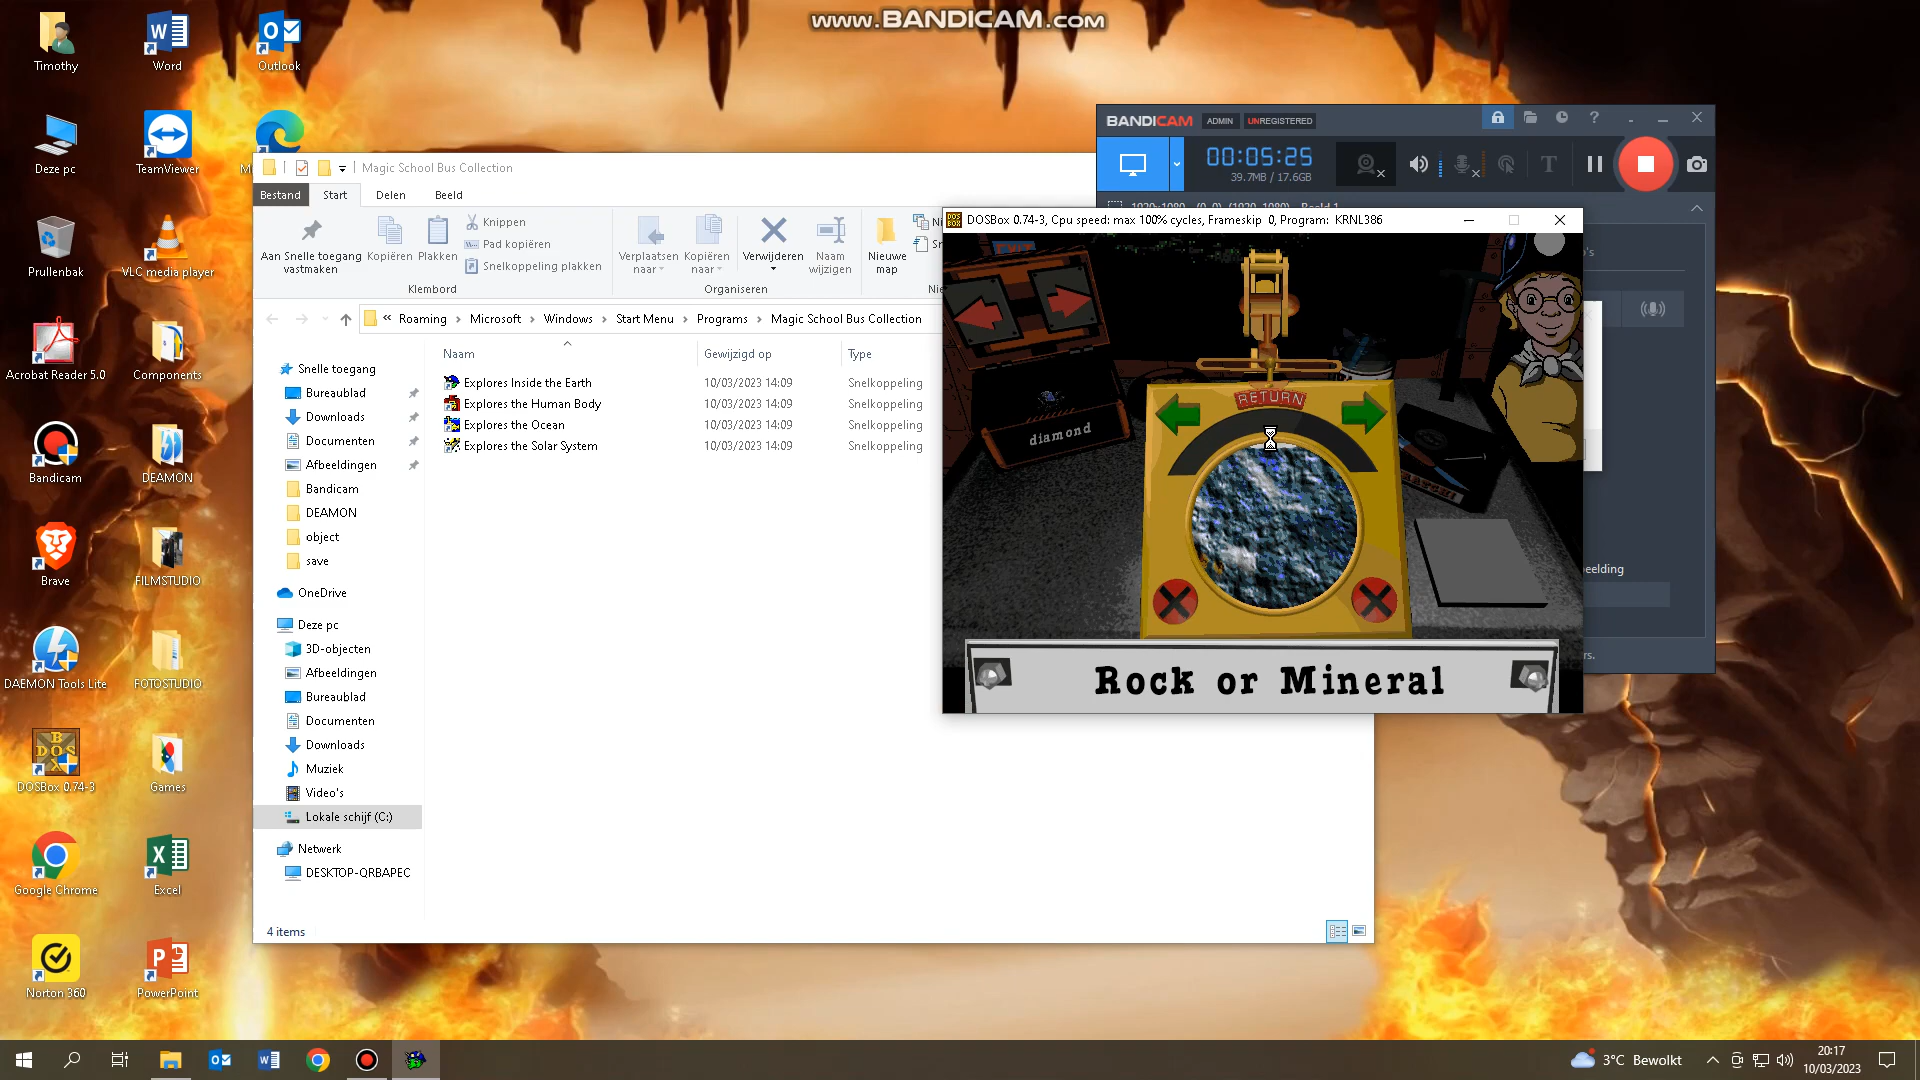 www.BANDICAM.com
Timothy
Word
Outlook
Deze pc
TeamViewer
Prullenbak
VLC media player
Acrobat Reader 5.0
Components
Bandicam
DEAMON
Brave
FILMSTUDIO
DAEMON Tools Lite
FOTOSTUDIO
DOSBox 0.74-3
Games
Google Chrome
Excel
Norton 360
PowerPoint
Magic School Bus Collection
Bestand
Start
Delen
Beeld
Aan Snelle toegang vastmaken
Kopiëren
Plakken
Knippen
Pad kopiëren
Snelkoppeling plakken
Klembord
Verplaatsen naar
Kopiëren naar
Verwijderen
Naam wijzigen
Organiseren
Nieuwe map
« Roaming > Microsoft > Windows > Start Menu > Programs > Magic School Bus Collection
Naam
Gewijzigd op
Type
Explores Inside the Earth 10/03/2023 14:09 Snelkoppeling
Explores the Human Body 10/03/2023 14:09 Snelkoppeling
Explores the Ocean 10/03/2023 14:09 Snelkoppeling
Explores the Solar System 10/03/2023 14:09 Snelkoppeling
Snelle toegang
Bureaublad
Downloads
Documenten
Afbeeldingen
Bandicam
DEAMON
object
save
OneDrive
Deze pc
3D-objecten
Afbeeldingen
Bureaublad
Documenten
Downloads
Muziek
Video's
Lokale schijf (C:)
Netwerk
DESKTOP-QRBAPEC
4 items
BANDICAM
ADMIN
UNREGISTERED
00:05:25
39.7MB / 17.6GB
DOSBox 0.74-3, Cpu speed: max 100% cycles, Frameskip 0, Program: KRNL386
EXIT
diamond
RETURN
Rock or Mineral
3°C Bewolkt
20:17
10/03/2023